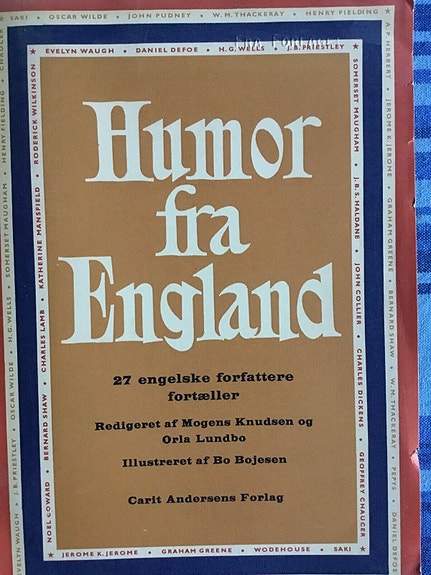 SAKI • OSCAR WILDE • JOHN PUDNEY • W. M. THACKERAY • HENRY FIELDING
A. P. HERBERT • JEROME K. JEROME • GRAHAM GREENE • BERNARD SHAW • W. M. THACKERAY • PEPYS • DANIEL DEFOE
EVELYN WAUGH • J.B. PRIESTLEY • OSCAR WILDE • H.G. WELLS • SOMERSET MAUGHAM • HENRY FIELDING • CHAUCER
EVELYN WAUGH • DANIEL DEFOE • H. G. WELLS • J. B. PRIESTLEY
SOMERSET MAUGHAM • J. B. S. HALDANE • JOHN COLLIER • CHARLES DICKENS • GEOFFREY CHAUCER
NOEL COWARD • BERNARD SHAW • CHARLES LAMB • KATHERINE MANSFIELD • RODERICK WILKINSON
Humor
fra
England
27 engelske forfattere
fortæller
Redigeret af Mogens Knudsen og
Orla Lundbo
Illustreret af Bo Bojesen
Carit Andersens Forlag
JEROME K. JEROME • GRAHAM GREENE • WODEHOUSE • SAKI